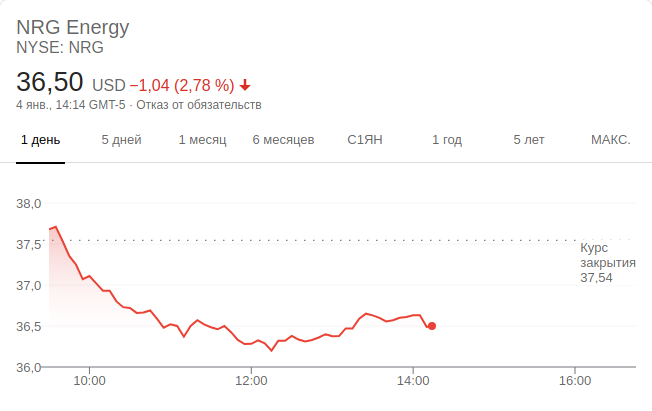 NRG Energy
NYSE: NRG
36,50 USD −1,04 (2,78 %)
4 янв., 14:14 GMT-5 · Отказ от обязательств
1 день 5 дней 1 месяц 6 месяцев С1ЯН 1 год 5 лет МАКС.
38,0
37,5
Курс
закрытия
37,54
37,0
36,5
36,0
10:00 12:00 14:00 16:00